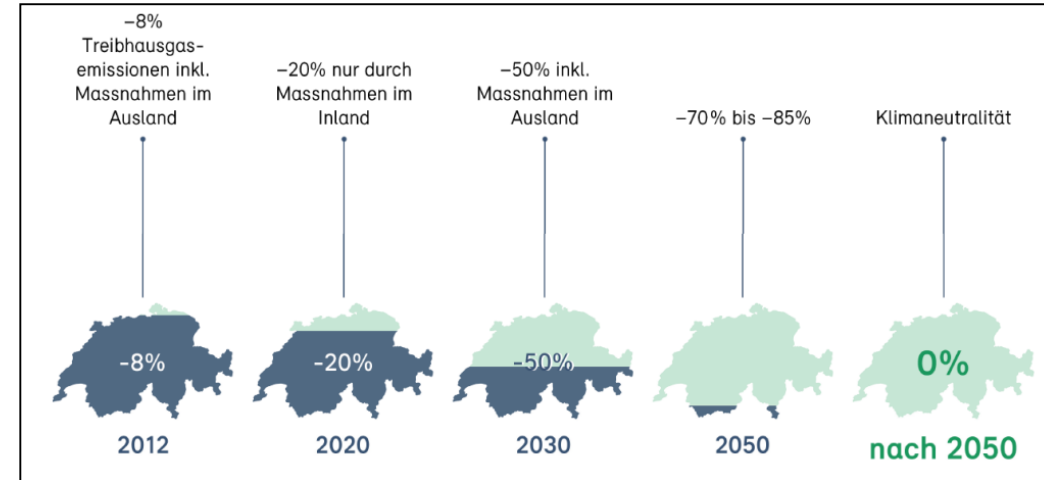 –8%
Treibhausgas-
emissionen inkl.
Massnahmen im
Ausland
–20% nur durch
Massnahmen im
Inland
–50% inkl.
Massnahmen im
Ausland
–70% bis –85%
Klimaneutralität
-8%
-20%
-50%
0%
2012
2020
2030
2050
nach 2050